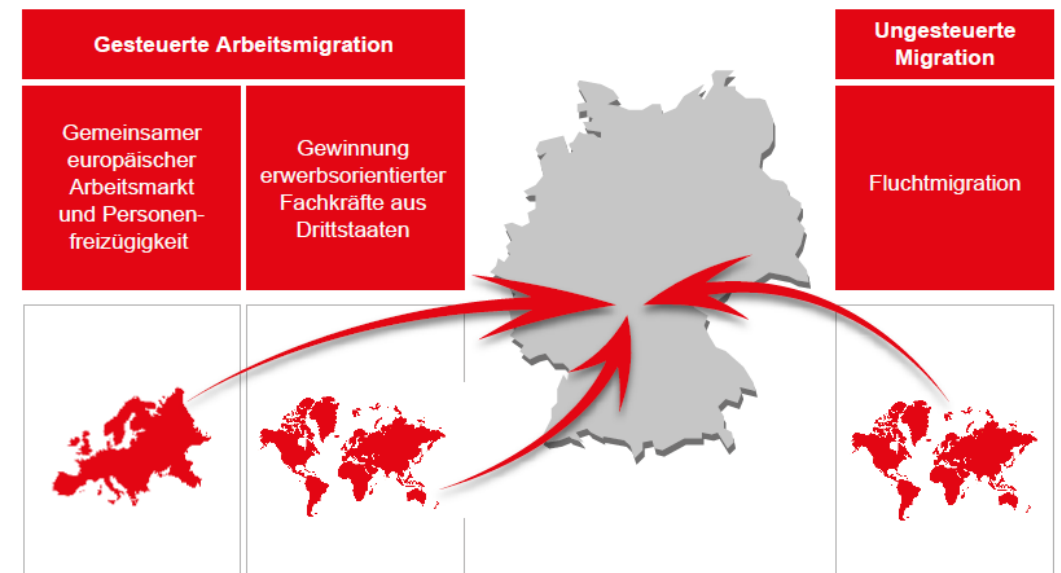 Gesteuerte Arbeitsmigration
Ungesteuerte
Migration
Gemeinsamer
europäischer
Arbeitsmarkt
und Personen-
freizügigkeit
Gewinnung
erwerbsorientierter
Fachkräfte aus
Drittstaaten
Fluchtmigration